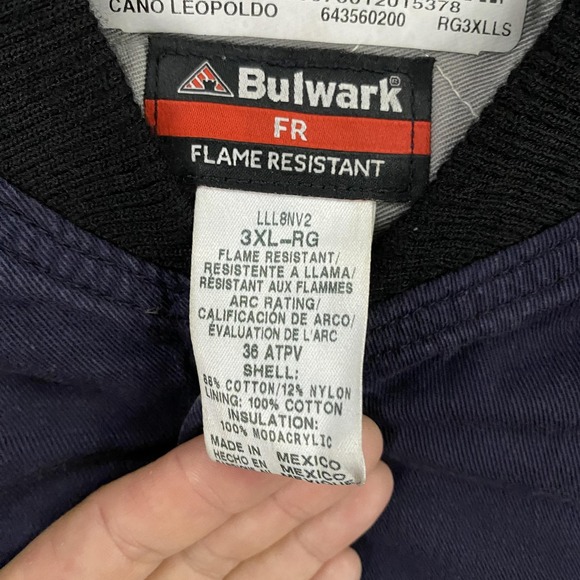 CANO LEOPOLDO
643560200 RG3XLLS
Bulwark®
FR
FLAME RESISTANT
LLL8NV2
3XL-RG
FLAME RESISTANT/
RESISTENTE A LLAMA/
RÉSISTANT AUX FLAMMES
ARC RATING/
CALIFICACIÓN DE ARCO/
ÉVALUATION DE L'ARC
36 ATPV
SHELL:
88% COTTON/12% NYLON
LINING: 100% COTTON
INSULATION:
100% MODACRYLIC
MADE IN MEXICO
HECHO EN MEXICO